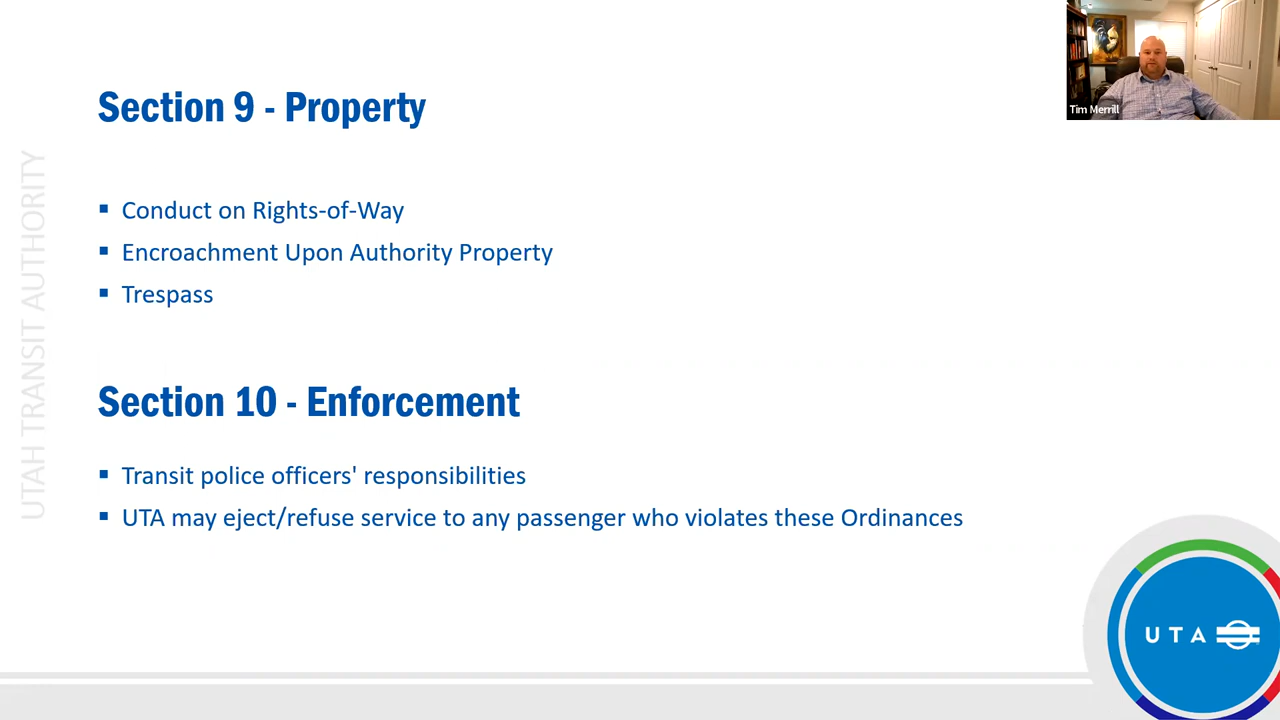 Tim Merrill
Section 9 - Property
▪ Conduct on Rights-of-Way
▪ Encroachment Upon Authority Property
▪ Trespass
Section 10 - Enforcement
▪ Transit police officers' responsibilities
▪ UTA may eject/refuse service to any passenger who violates these Ordinances
UTAH TRANSIT AUTHORITY
UTA